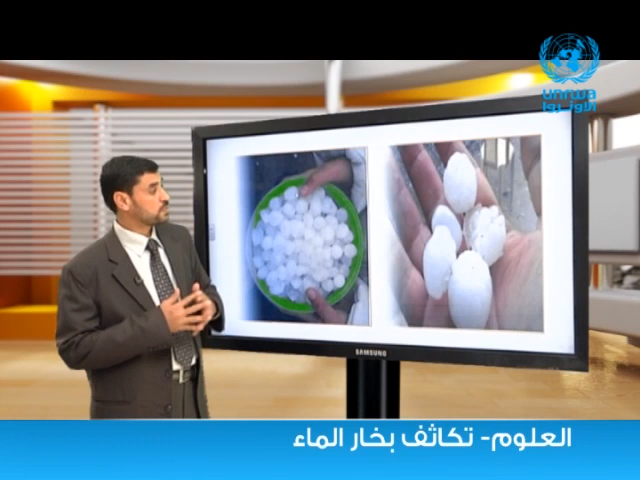 unrwa
الأونروا
SAMSUNG
العلوم- تكاثف بخار الماء